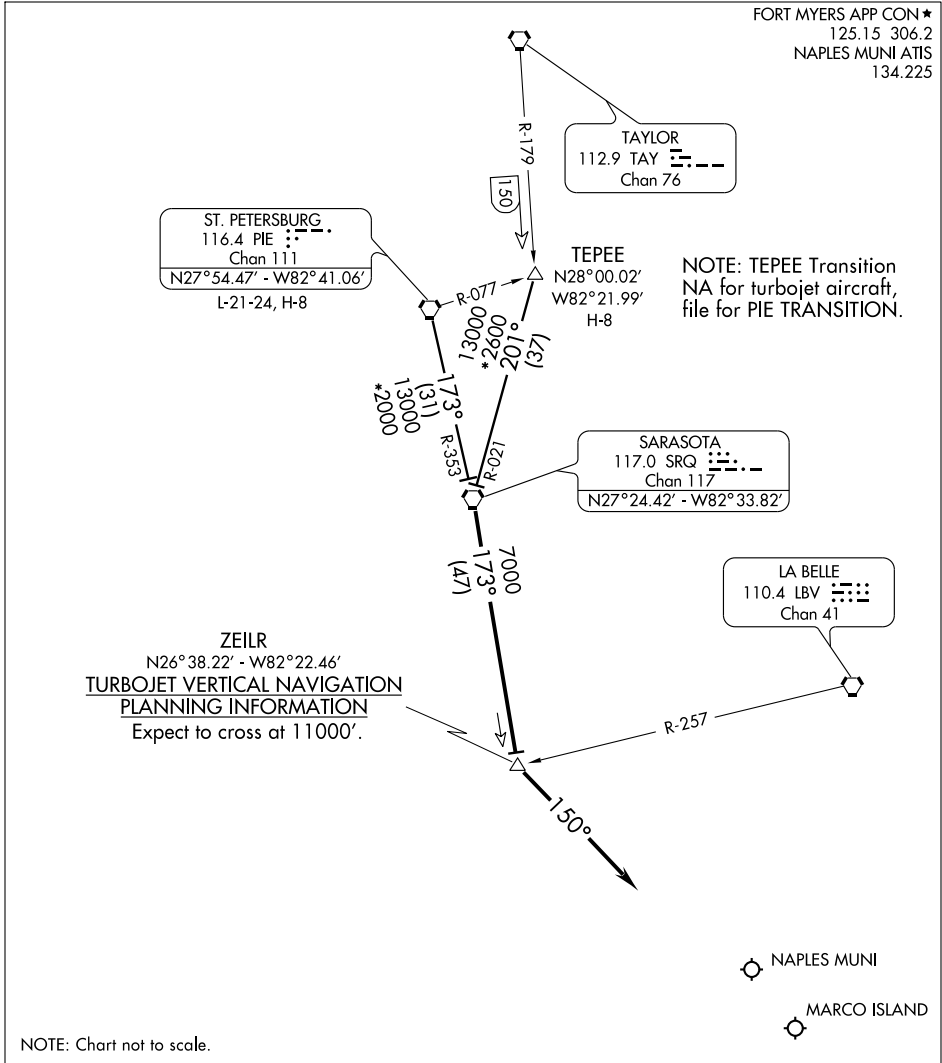 FORT MYERS APP CON★
125.15 306.2
NAPLES MUNI ATIS
134.225
R-179
TAYLOR
112.9 TAY
Chan 76
150
ST. PETERSBURG
116.4 PIE
Chan 111
N27°54.47' - W82°41.06'
L-21-24, H-8
TEPEE
N28°00.02'
W82°21.99'
H-8
NOTE: TEPEE Transition
NA for turbojet aircraft,
file for PIE TRANSITION.
R-077
13000
*2600
201°
(37)
173°
(31)
13000
*2000
R-353
R-021
SARASOTA
117.0 SRQ
Chan 117
N27°24.42' - W82°33.82'
7000
173°
(47)
LA BELLE
110.4 LBV
Chan 41
ZEILR
N26°38.22' - W82°22.46'
TURBOJET VERTICAL NAVIGATION
PLANNING INFORMATION
Expect to cross at 11000'.
R-257
150°
NAPLES MUNI
MARCO ISLAND
NOTE: Chart not to scale.